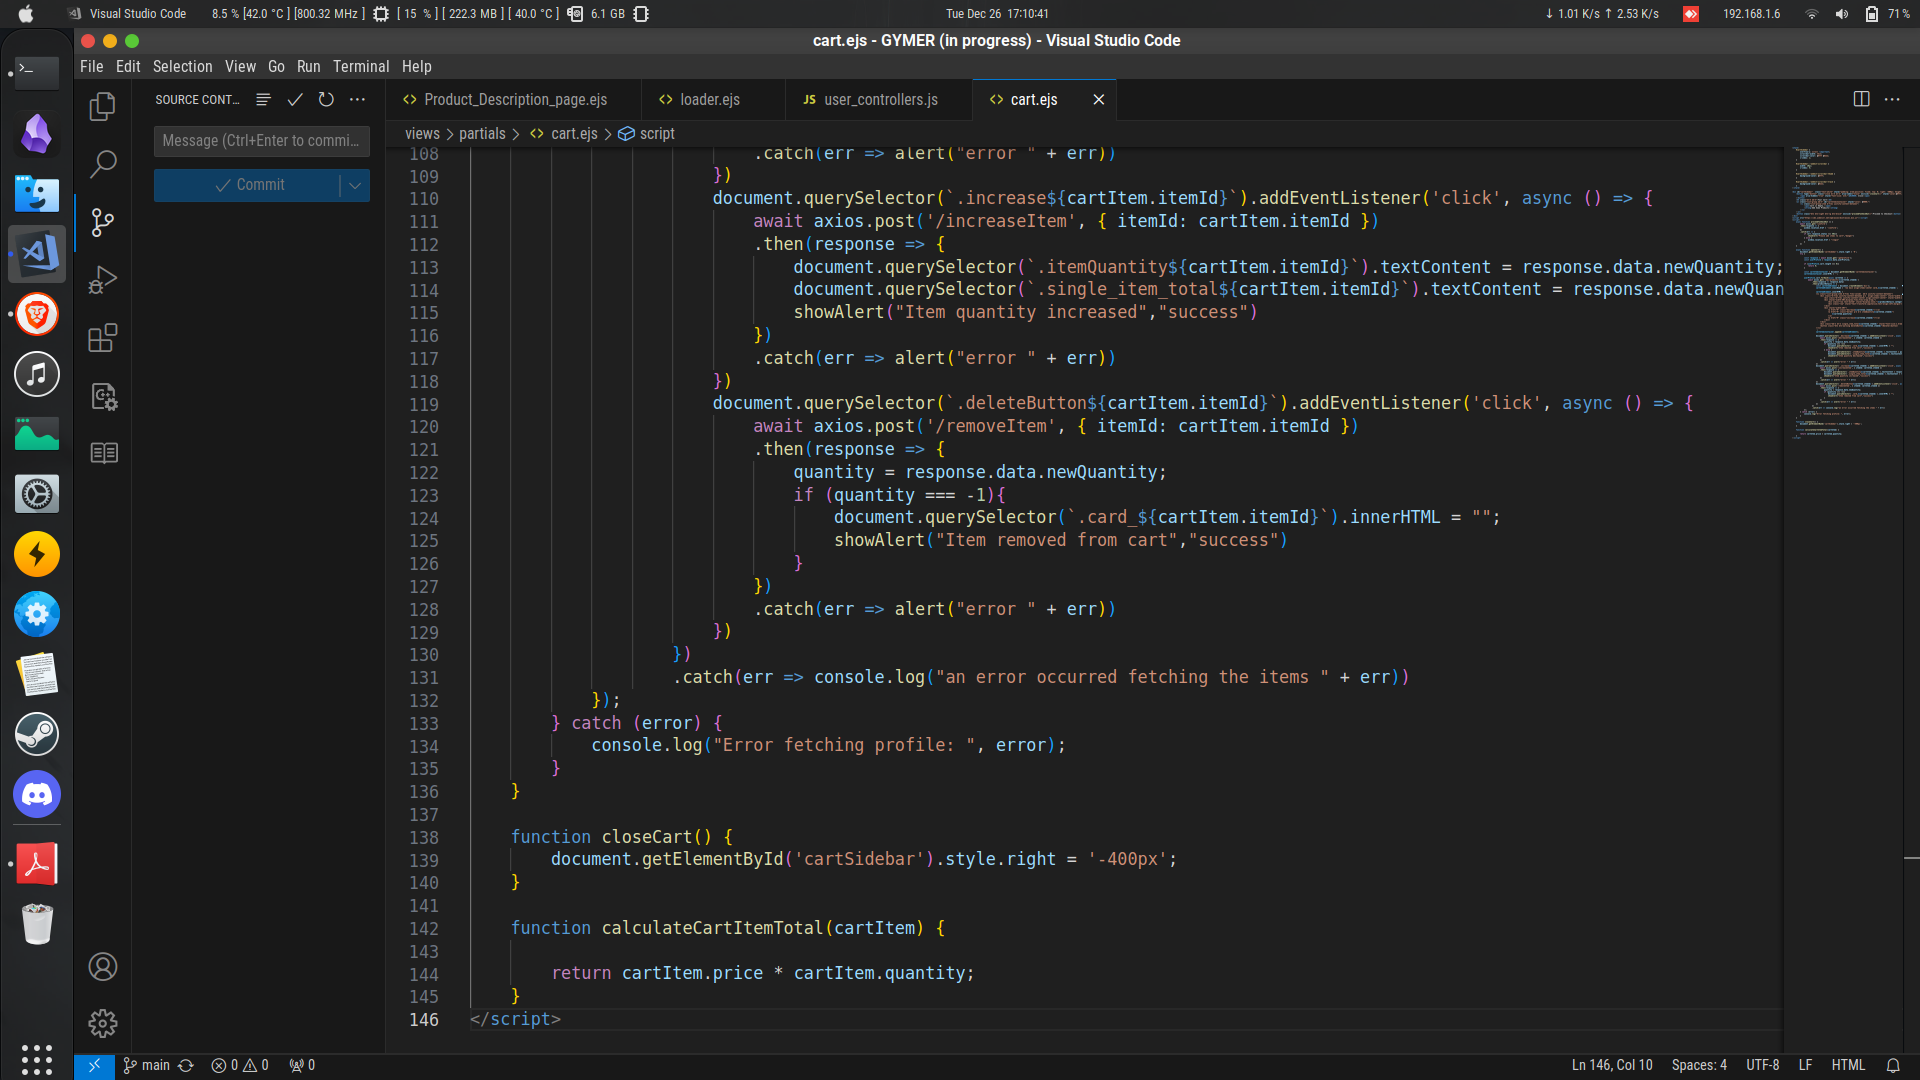 Visual Studio Code 8.5 % [42.0 °C ] [800.32 MHz ] [ 15 % ] [ 222.3 MB ] [ 40.0 °C ] 6.1 GB Tue Dec 26 17:10:41 ↓ 1.01 K/s ↑ 2.53 K/s 192.168.1.6 71 %
cart.ejs - GYMER (in progress) - Visual Studio Code
File Edit Selection View Go Run Terminal Help
SOURCE CONT...
Product_Description_page.ejs loader.ejs JS user_controllers.js cart.ejs
views > partials > cart.ejs > script
Message (Ctrl+Enter to commi...
Commit
108 .catch(err => alert("error " + err))
109 })
110 document.querySelector(`.increase${cartItem.itemId}`).addEventListener('click', async () => {
111 await axios.post('/increaseItem', { itemId: cartItem.itemId })
112 .then(response => {
113 document.querySelector(`.itemQuantity${cartItem.itemId}`).textContent = response.data.newQuantity;
114 document.querySelector(`.single_item_total${cartItem.itemId}`).textContent = response.data.newQuan
115 showAlert("Item quantity increased","success")
116 })
117 .catch(err => alert("error " + err))
118 })
119 document.querySelector(`.deleteButton${cartItem.itemId}`).addEventListener('click', async () => {
120 await axios.post('/removeItem', { itemId: cartItem.itemId })
121 .then(response => {
122 quantity = response.data.newQuantity;
123 if (quantity === -1){
124 document.querySelector(`.card_${cartItem.itemId}`).innerHTML = "";
125 showAlert("Item removed from cart","success")
126 }
127 })
128 .catch(err => alert("error " + err))
129 })
130 })
131 .catch(err => console.log("an error occurred fetching the items " + err))
132 });
133 } catch (error) {
134 console.log("Error fetching profile: ", error);
135 }
136 }
137
138 function closeCart() {
139 document.getElementById('cartSidebar').style.right = '-400px';
140 }
141
142 function calculateCartItemTotal(cartItem) {
143
144 return cartItem.price * cartItem.quantity;
145 }
146 </script>
main 0 0 0 Ln 146, Col 10 Spaces: 4 UTF-8 LF HTML